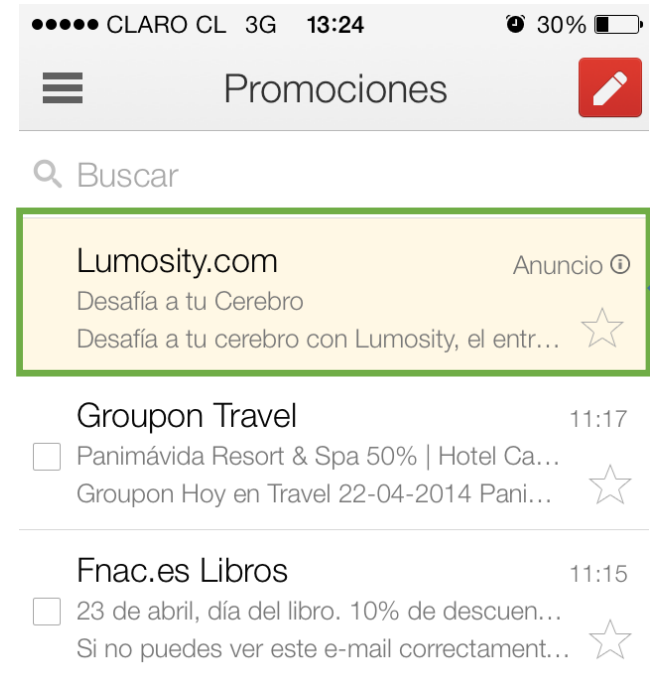 CLARO CL 3G 13:24 30%
Promociones
Buscar
Lumosity.com Anuncio
Desafía a tu Cerebro
Desafía a tu cerebro con Lumosity, el entr...
Groupon Travel 11:17
Panimávida Resort & Spa 50% | Hotel Ca...
Groupon Hoy en Travel 22-04-2014 Pani...
Fnac.es Libros 11:15
23 de abril, día del libro. 10% de descuen...
Si no puedes ver este e-mail correctament...